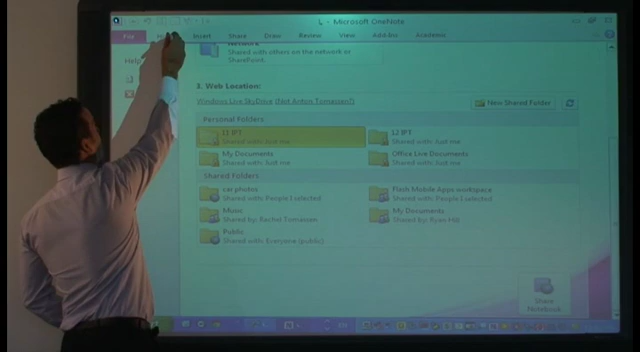 L - Microsoft OneNote
File
Insert Share Draw Review View Add-Ins Academic
Network
Shared with others on the network or SharePoint.
3. Web Location:
Windows Live SkyDrive (Not Anton Tomassen?)
New Shared Folder
Personal Folders
11 IPT
Shared with: Just me
12 IPT
Shared with: Just me
My Documents
Shared with: Just me
Office Live Documents
Shared with: Just me
Shared Folders
car photos
Shared with: People I selected
Flash Mobile Apps workspace
Shared with: People I selected
Music
Shared by: Rachel Tomassen
My Documents
Shared by: Ryan Hill
Public
Shared with: Everyone (public)
Share
Notebook
EN